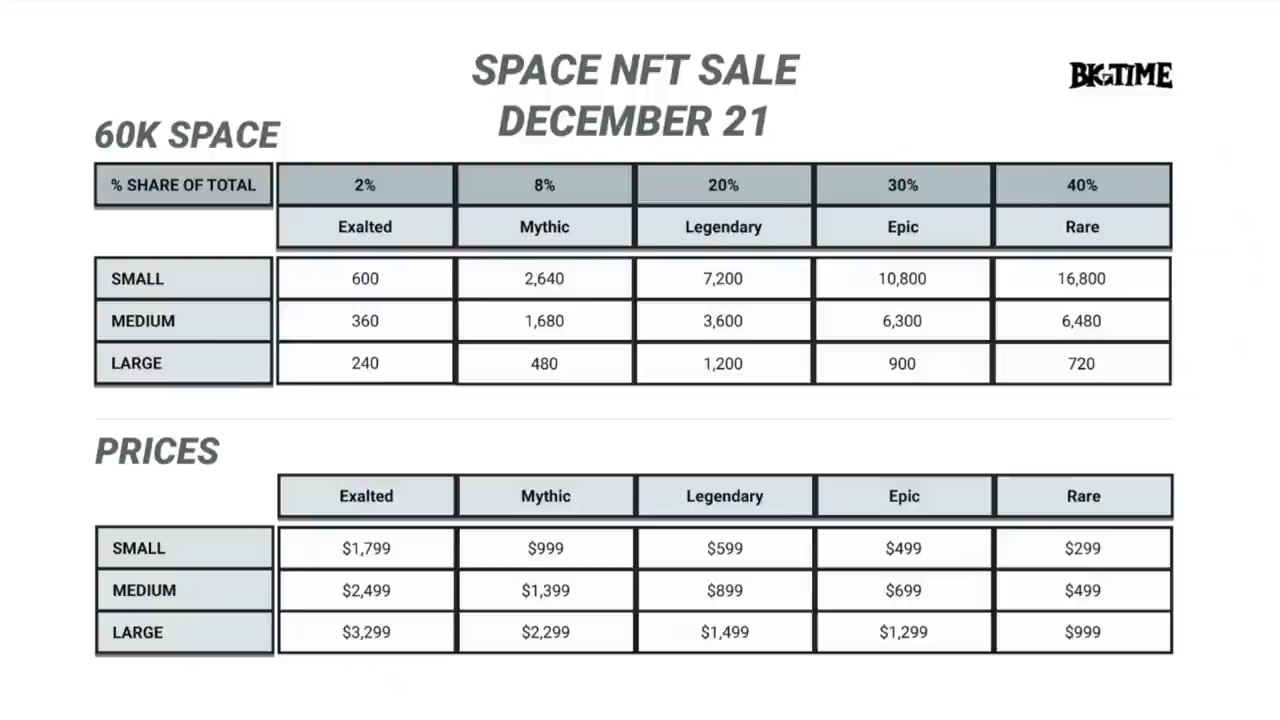 SPACE NFT SALE
DECEMBER 21
BIGTIME
60K SPACE
% SHARE OF TOTAL 2% 8% 20% 30% 40%
Exalted Mythic Legendary Epic Rare
SMALL 600 2,640 7,200 10,800 16,800
MEDIUM 360 1,680 3,600 6,300 6,480
LARGE 240 480 1,200 900 720
PRICES
Exalted Mythic Legendary Epic Rare
SMALL $1,799 $999 $599 $499 $299
MEDIUM $2,499 $1,399 $899 $699 $499
LARGE $3,299 $2,299 $1,499 $1,299 $999